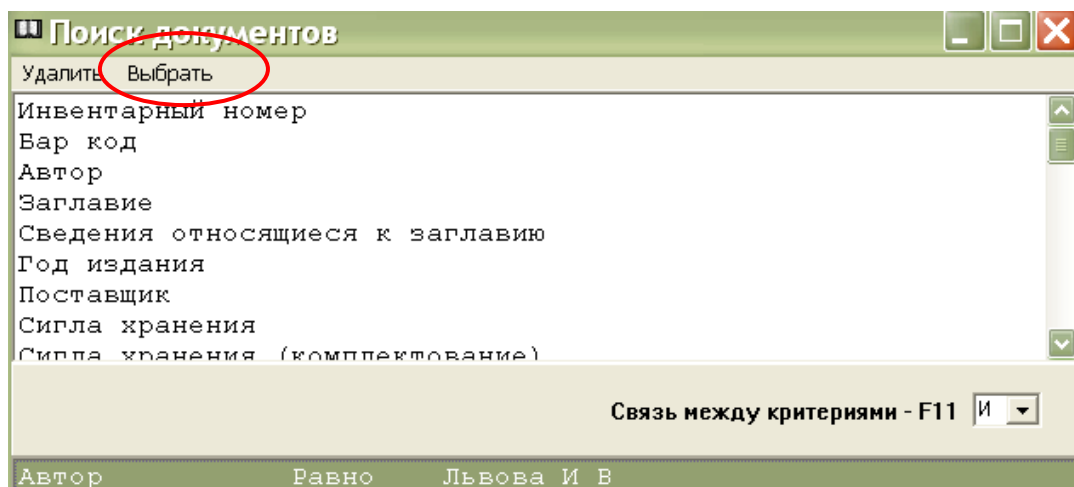 Поиск документов
Удалить Выбрать
Инвентарный номер
Бар код
Автор
Заглавие
Сведения относящиеся к заглавию
Год издания
Поставщик
Сигла хранения
Сигла хранения (комплектование)
Связь между критериями - F11 И
Автор Равно Львова И В